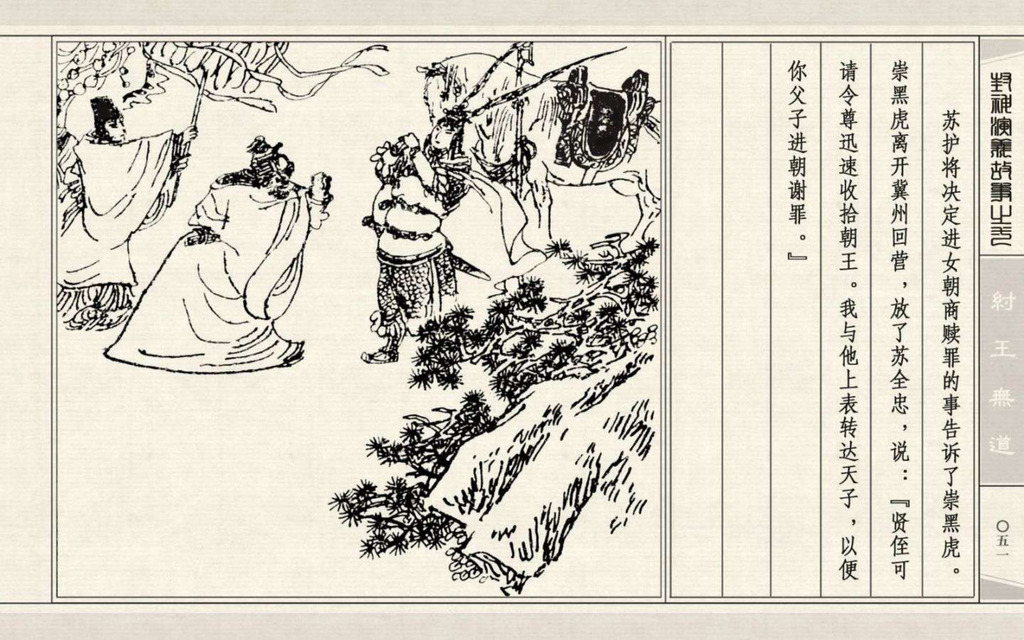 封神演义故事之一
紂王無道
〇五一
苏护将决定进女朝商赎罪的事告诉了崇黑虎。
崇黑虎离开冀州回营，放了苏全忠，说：『贤侄可
请令尊迅速收拾朝王。我与他上表转达天子，以便
你父子进朝谢罪。』